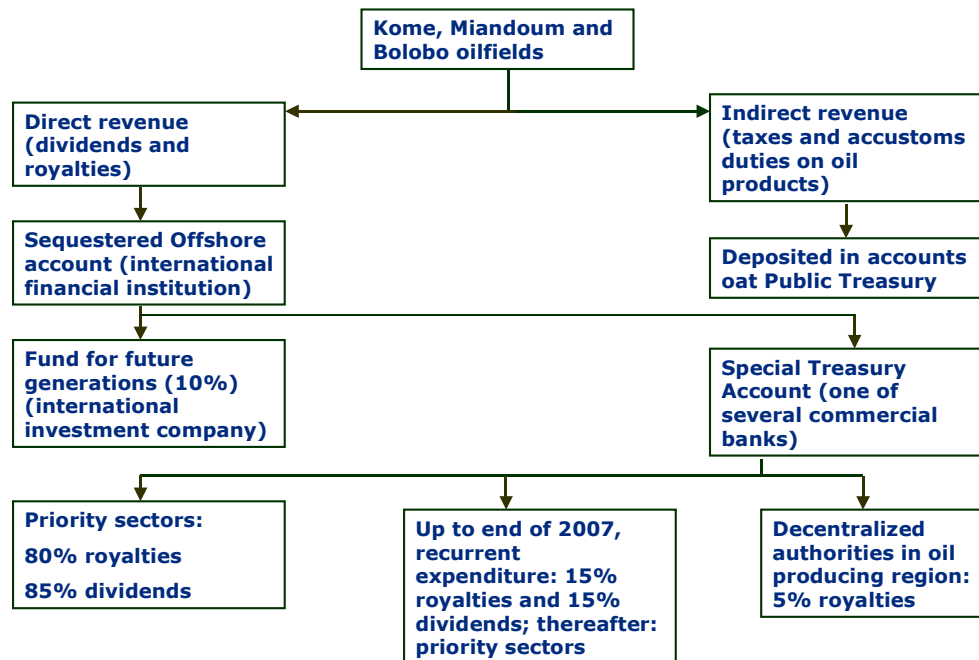 Kome, Miandoum and
Bolobo oilfields
Direct revenue
(dividends and
royalties)
Indirect revenue
(taxes and accustoms
duties on oil
products)
Sequestered Offshore
account (international
financial institution)
Deposited in accounts
oat Public Treasury
Fund for future
generations (10%)
(international
investment company)
Special Treasury
Account (one of
several commercial
banks)
Priority sectors:
80% royalties
85% dividends
Up to end of 2007,
recurrent
expenditure: 15%
royalties and 15%
dividends; thereafter:
priority sectors
Decentralized
authorities in oil
producing region:
5% royalties